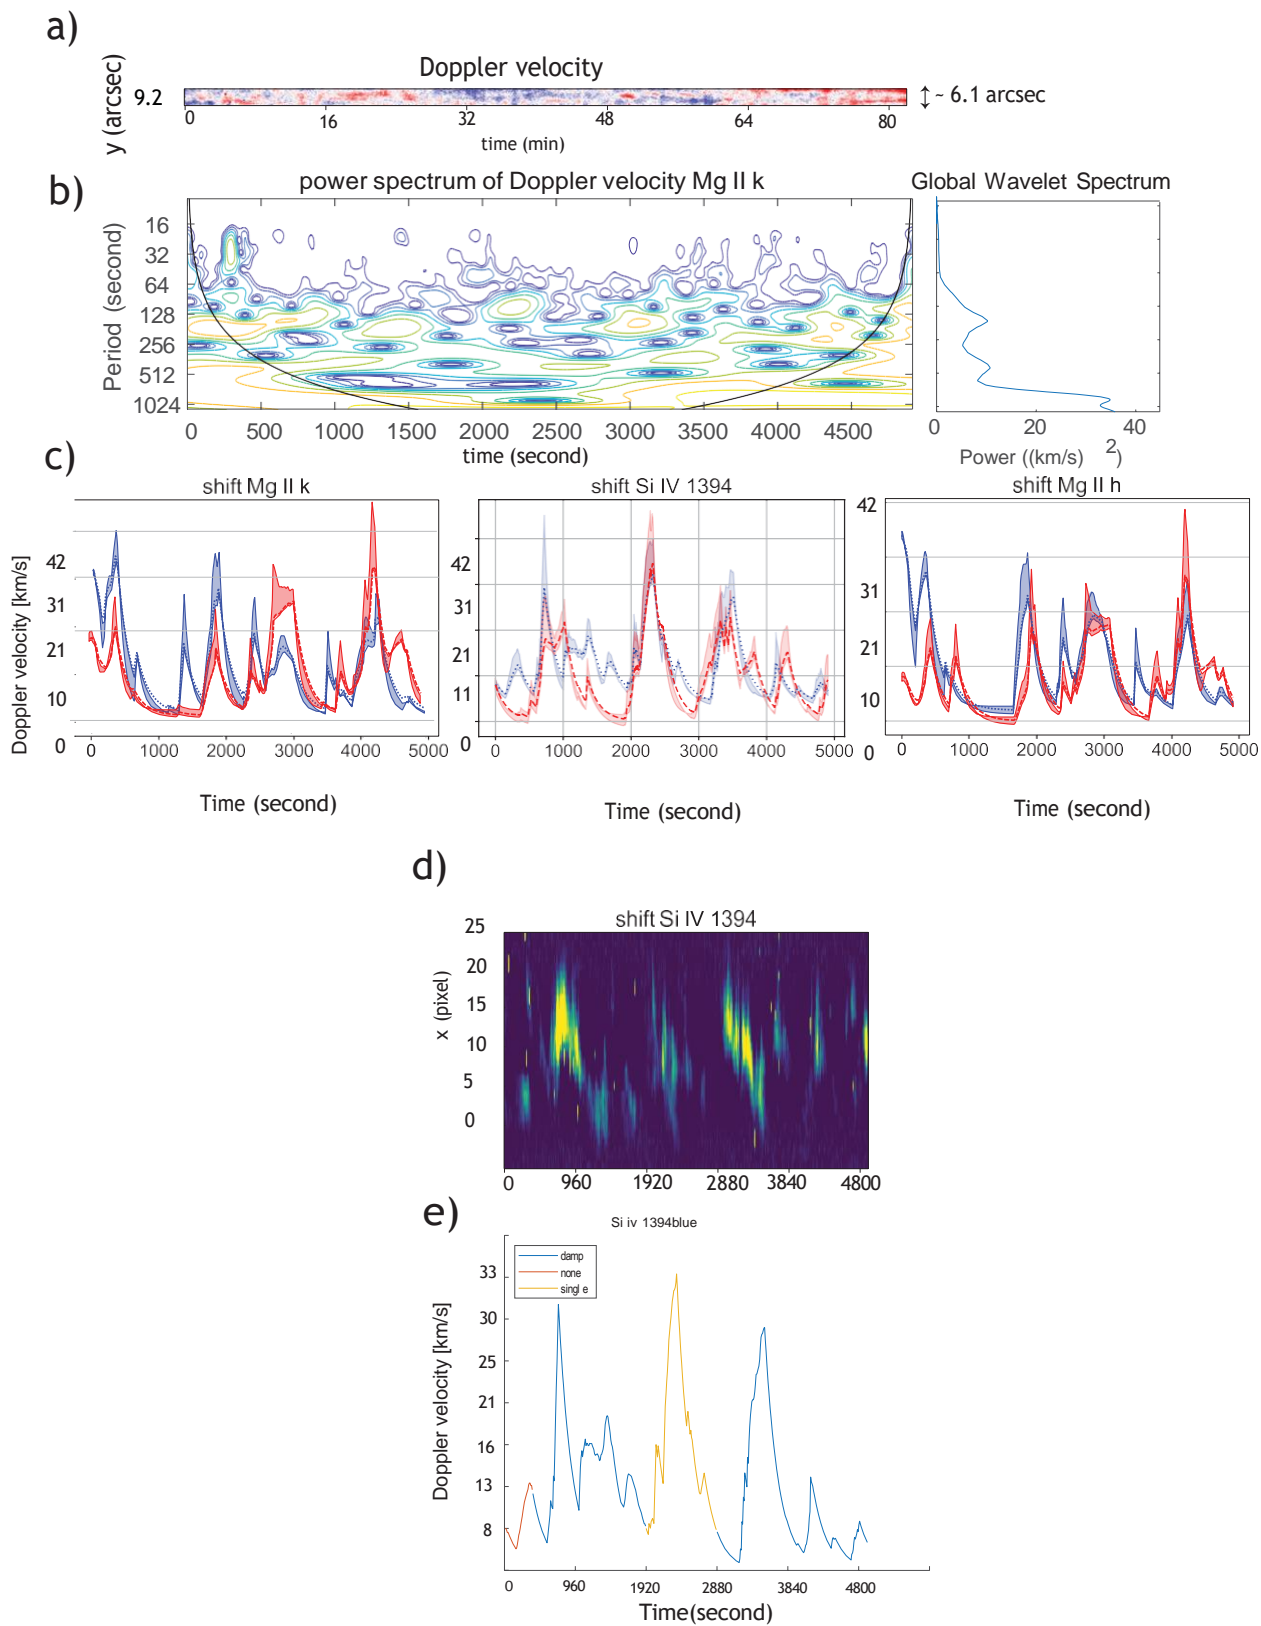 a)
Doppler velocity
y (arcsec)
9.2
~ 6.1 arcsec
0 16 32 48 64 80
time (min)
b)
power spectrum of Doppler velocity Mg II k
Global Wavelet Spectrum
Period (second)
16
32
64
128
256
512
1024
0 500 1000 1500 2000 2500 3000 3500 4000 4500
time (second)
0 20 40
Power ((km/s) 2)
c)
shift Mg II k
shift Si IV 1394
shift Mg II h
Doppler velocity [km/s]
42
31
21
10
0
0 1000 2000 3000 4000 5000
Time (second)
42
31
21
11
0
0 1000 2000 3000 4000 5000
Time (second)
42
31
21
10
0
0 1000 2000 3000 4000 5000
Time (second)
d)
shift Si IV 1394
x (pixel)
25
20
15
10
5
0
0 960 1920 2880 3840 4800
e)
Si iv 1394blue
damp
none
singl e
Doppler velocity [km/s]
33
30
25
21
16
13
8
0 960 1920 2880 3840 4800
Time(second)